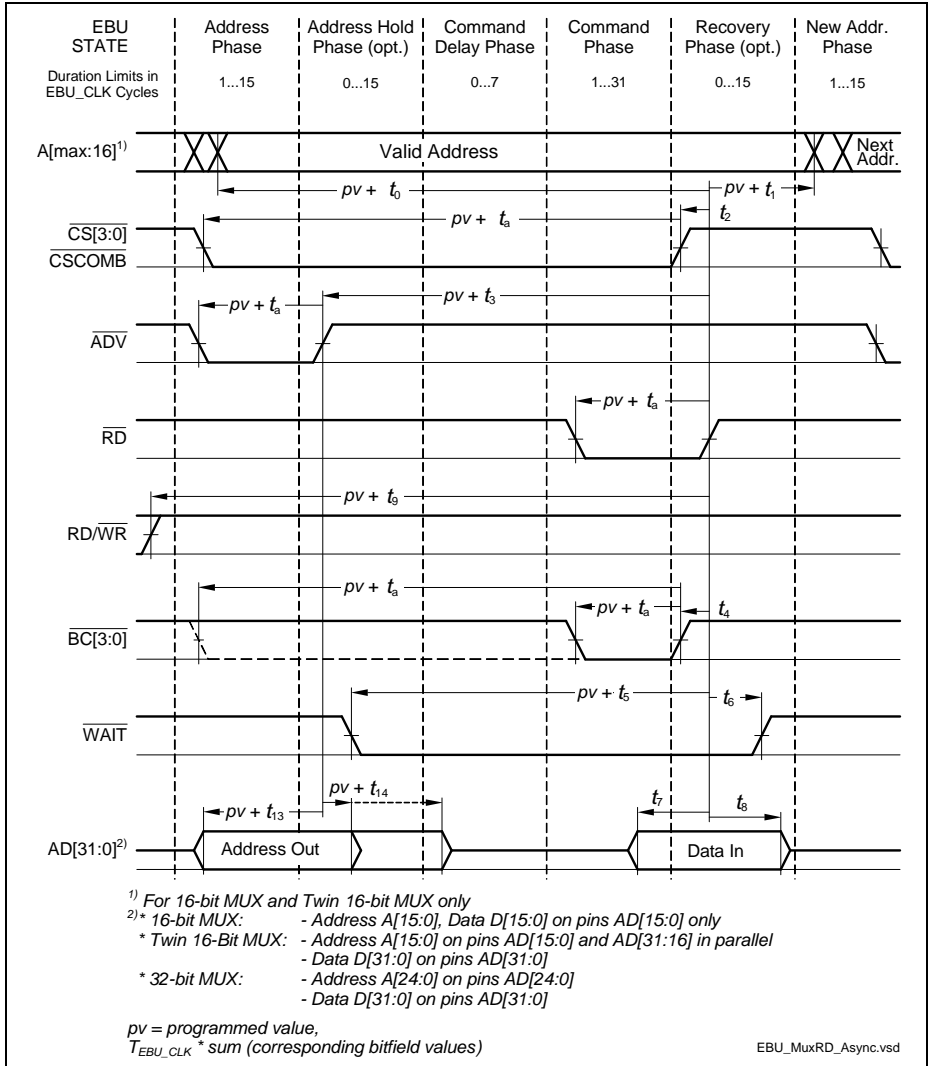 EBU STATE
Address Phase
Address Hold Phase (opt.)
Command Delay Phase
Command Phase
Recovery Phase (opt.)
New Addr. Phase
Duration Limits in EBU_CLK Cycles
1...15
0...15
0...7
1...31
0...15
1...15
A[max:16]1)
Valid Address
Next Addr.
pv + t0
pv + t1
pv + ta
t2
CS[3:0]
CSCOMB
pv + ta
pv + t3
ADV
pv + ta
RD
pv + t9
RD/WR
pv + ta
pv + ta
t4
BC[3:0]
pv + t5
t6
WAIT
pv + t13
pv + t14
t7
t8
AD[31:0]2)
Address Out
Data In
1) For 16-bit MUX and Twin 16-bit MUX only
2)* 16-bit MUX: - Address A[15:0], Data D[15:0] on pins AD[15:0] only
* Twin 16-Bit MUX: - Address A[15:0] on pins AD[15:0] and AD[31:16] in parallel
- Data D[31:0] on pins AD[31:0]
* 32-bit MUX: - Address A[24:0] on pins AD[24:0]
- Data D[31:0] on pins AD[31:0]
pv = programmed value,
TEBU_CLK * sum (corresponding bitfield values)
EBU_MuxRD_Async.vsd